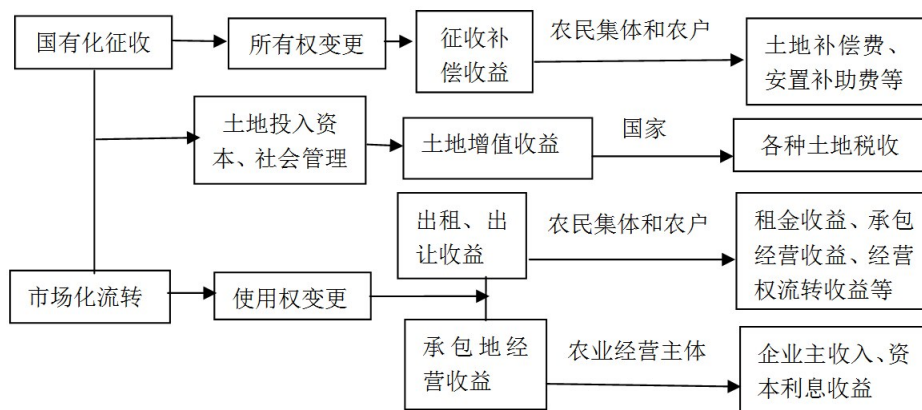 国有化征收
所有权变更
征收补
偿收益
农民集体和农户
土地补偿费、
安置补助费等
土地投入资
本、社会管理
土地增值收益
国家
各种土地税收
市场化流转
使用权变更
出租、出
让收益
农民集体和农户
租金收益、承包
经营收益、经营
权流转收益等
承包地经
营收益
农业经营主体
企业主收入、资
本利息收益